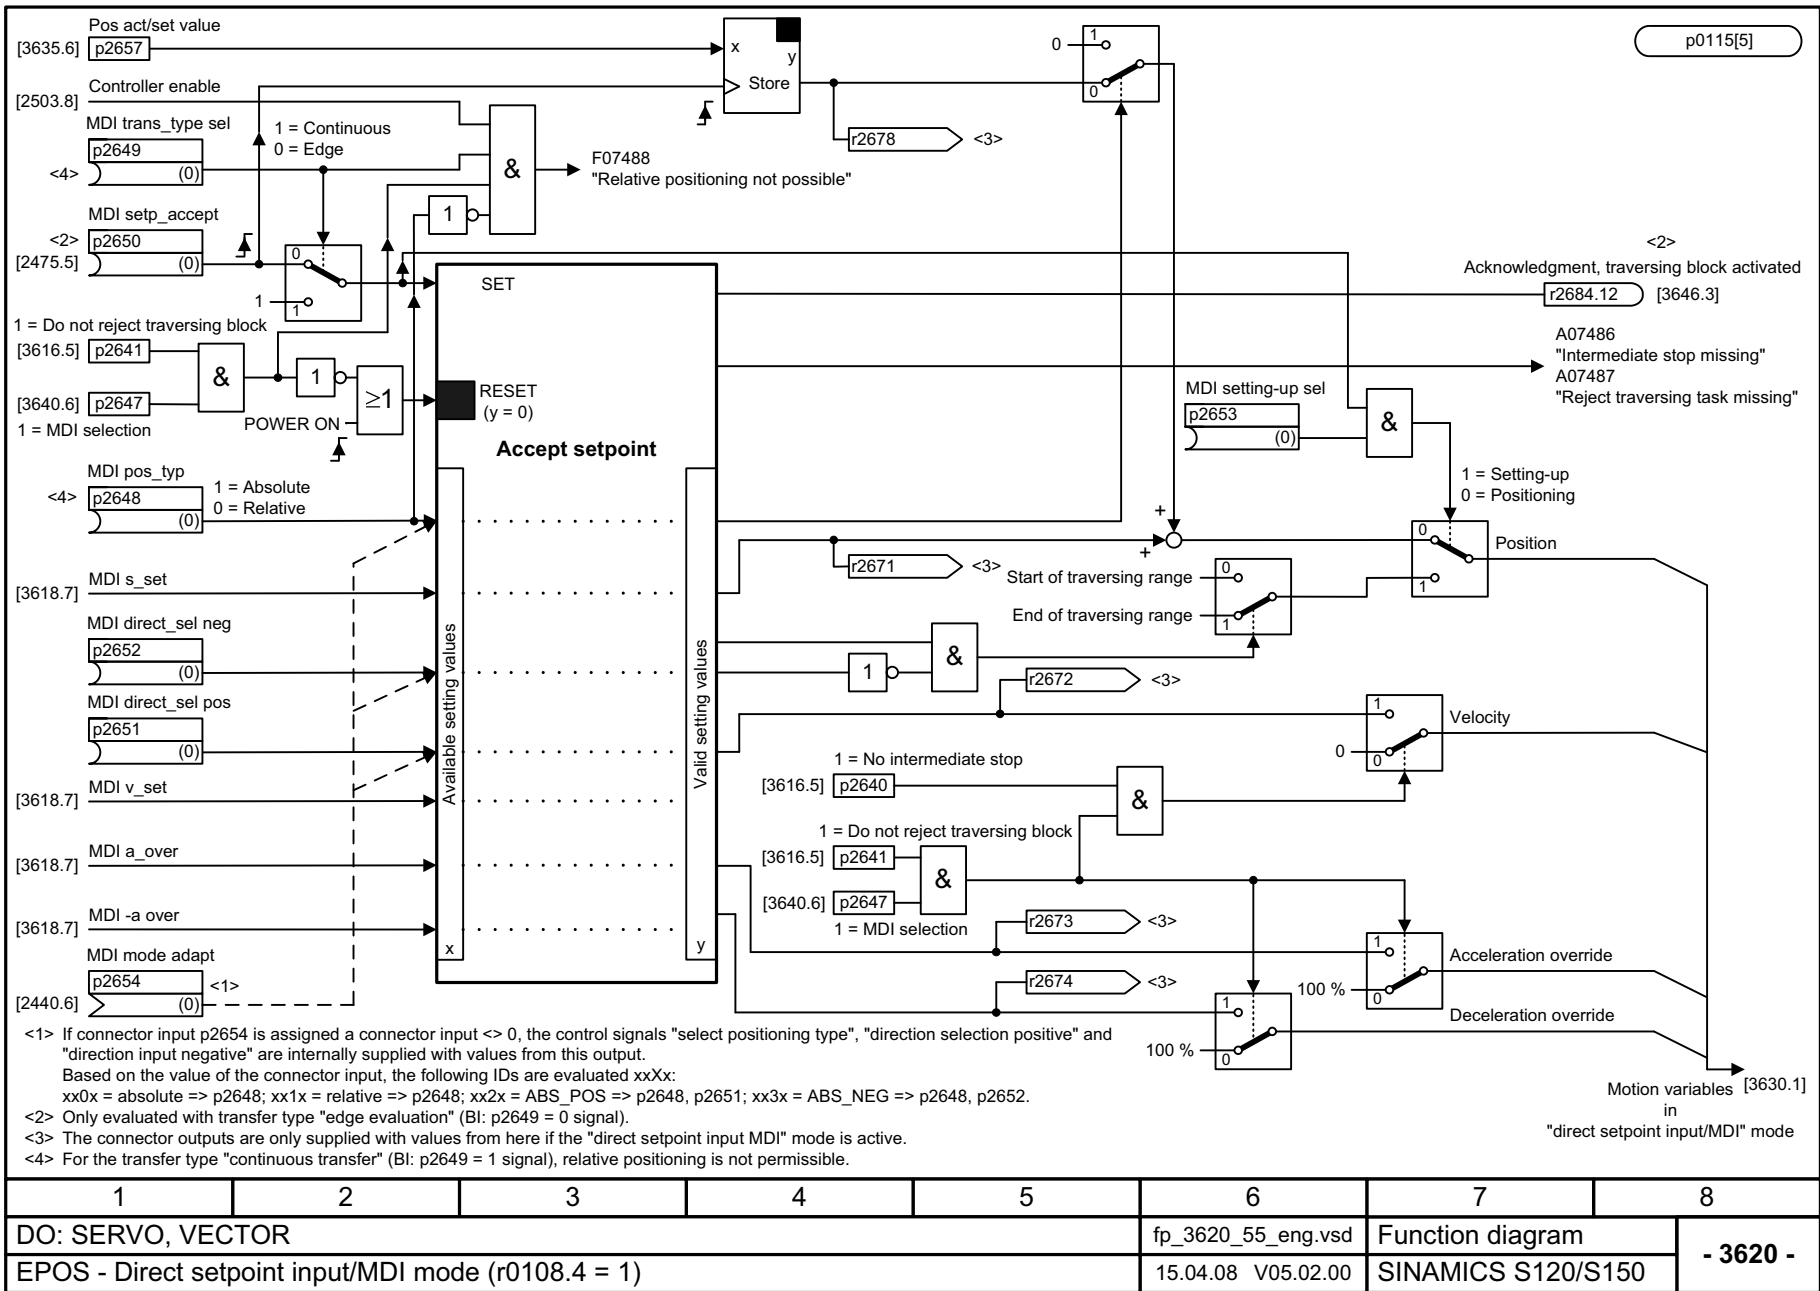 Pos act/set value
[3635.6] p2657
Controller enable
[2503.8]
MDI trans_type sel
p2649
<4> (0)
1 = Continuous
0 = Edge
MDI setp_accept
<2> p2650
[2475.5] (0)
0
1
1
1 = Do not reject traversing block
[3616.5] p2641
&
[3640.6] p2647
1 = MDI selection
1
POWER ON
≥1
MDI pos_typ
<4> p2648
(0)
1 = Absolute
0 = Relative
[3618.7] MDI s_set
MDI direct_sel neg
p2652
(0)
MDI direct_sel pos
p2651
(0)
[3618.7] MDI v_set
[3618.7] MDI a_over
[3618.7] MDI -a over
MDI mode adapt
p2654 <1>
[2440.6] (0)
1
&
F07488
"Relative positioning not possible"
x
y
Store
r2678 <3>
0
1
0
p0115[5]
SET
RESET
(y = 0)
Accept setpoint
Available setting values
x
Valid setting values
y
<2>
Acknowledgment, traversing block activated
r2684.12 [3646.3]
A07486
"Intermediate stop missing"
A07487
"Reject traversing task missing"
MDI setting-up sel
p2653
(0)
&
1 = Setting-up
0 = Positioning
+
+
r2671 <3>
0
1
Position
Start of traversing range
End of traversing range
0
1
1
&
r2672 <3>
1
0
0
Velocity
1 = No intermediate stop
[3616.5] p2640
&
1 = Do not reject traversing block
[3616.5] p2641
&
[3640.6] p2647
1 = MDI selection
r2673 <3>
1
100 %
0
Acceleration override
r2674 <3>
1
100 %
0
Deceleration override
Motion variables [3630.1]
in
"direct setpoint input/MDI" mode
<1> If connector input p2654 is assigned a connector input <> 0, the control signals "select positioning type", "direction selection positive" and
"direction input negative" are internally supplied with values from this output.
Based on the value of the connector input, the following IDs are evaluated xxXx:
xx0x = absolute => p2648; xx1x = relative => p2648; xx2x = ABS_POS => p2648, p2651; xx3x = ABS_NEG => p2648, p2652.
<2> Only evaluated with transfer type "edge evaluation" (BI: p2649 = 0 signal).
<3> The connector outputs are only supplied with values from here if the "direct setpoint input MDI" mode is active.
<4> For the transfer type "continuous transfer" (BI: p2649 = 1 signal), relative positioning is not permissible.
1 2 3 4 5 6 7 8
DO: SERVO, VECTOR
fp_3620_55_eng.vsd
Function diagram
- 3620 -
EPOS - Direct setpoint input/MDI mode (r0108.4 = 1)
15.04.08 V05.02.00
SINAMICS S120/S150